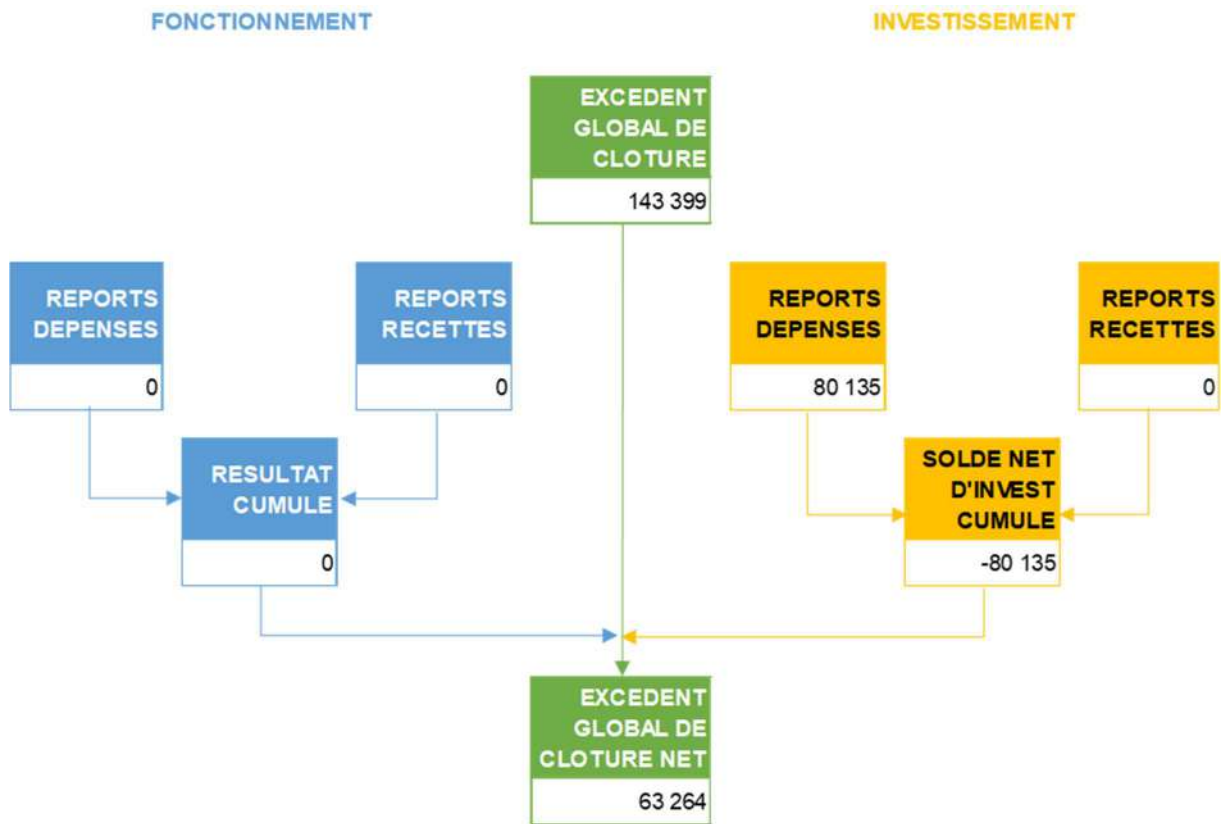 FONCTIONNEMENT
INVESTISSEMENT
EXCEDENT
GLOBAL DE
CLOTURE
143 399
REPORTS
DEPENSES
0
REPORTS
RECETTES
0
REPORTS
DEPENSES
80 135
REPORTS
RECETTES
0
RESULTAT
CUMULE
0
SOLDE NET
D'INVEST
CUMULE
-80 135
EXCEDENT
GLOBAL DE
CLOTURE NET
63 264